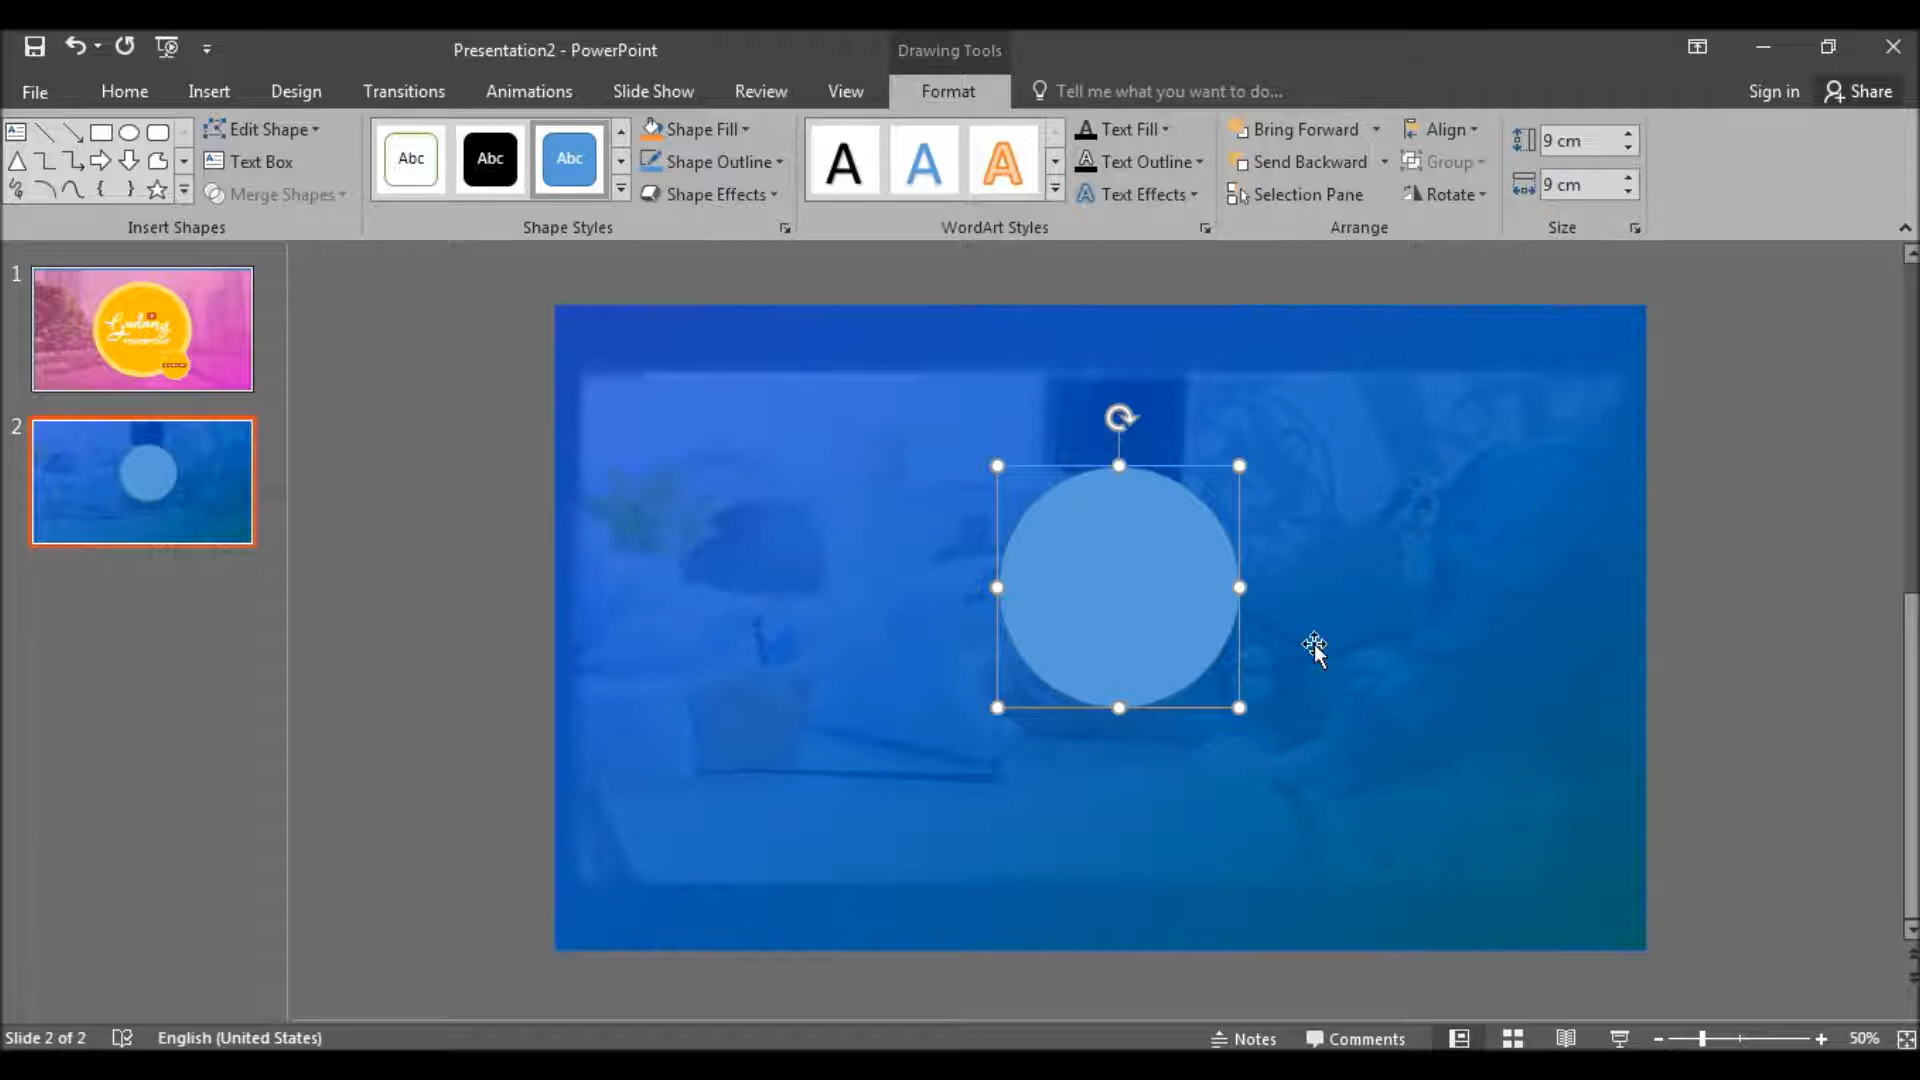 Presentation2 - PowerPoint
Drawing Tools
File
Home
Insert
Design
Transitions
Animations
Slide Show
Review
View
Format
Tell me what you want to do...
Sign in
Share
Edit Shape
Text Box
Merge Shapes
Insert Shapes
Abc
Abc
Abc
Shape Fill
Shape Outline
Shape Effects
Shape Styles
A
A
A
Text Fill
Text Outline
Text Effects
WordArt Styles
Bring Forward
Send Backward
Selection Pane
Align
Group
Rotate
Arrange
9 cm
9 cm
Size
1
Gudang
2
Slide 2 of 2
English (United States)
Notes
Comments
50%